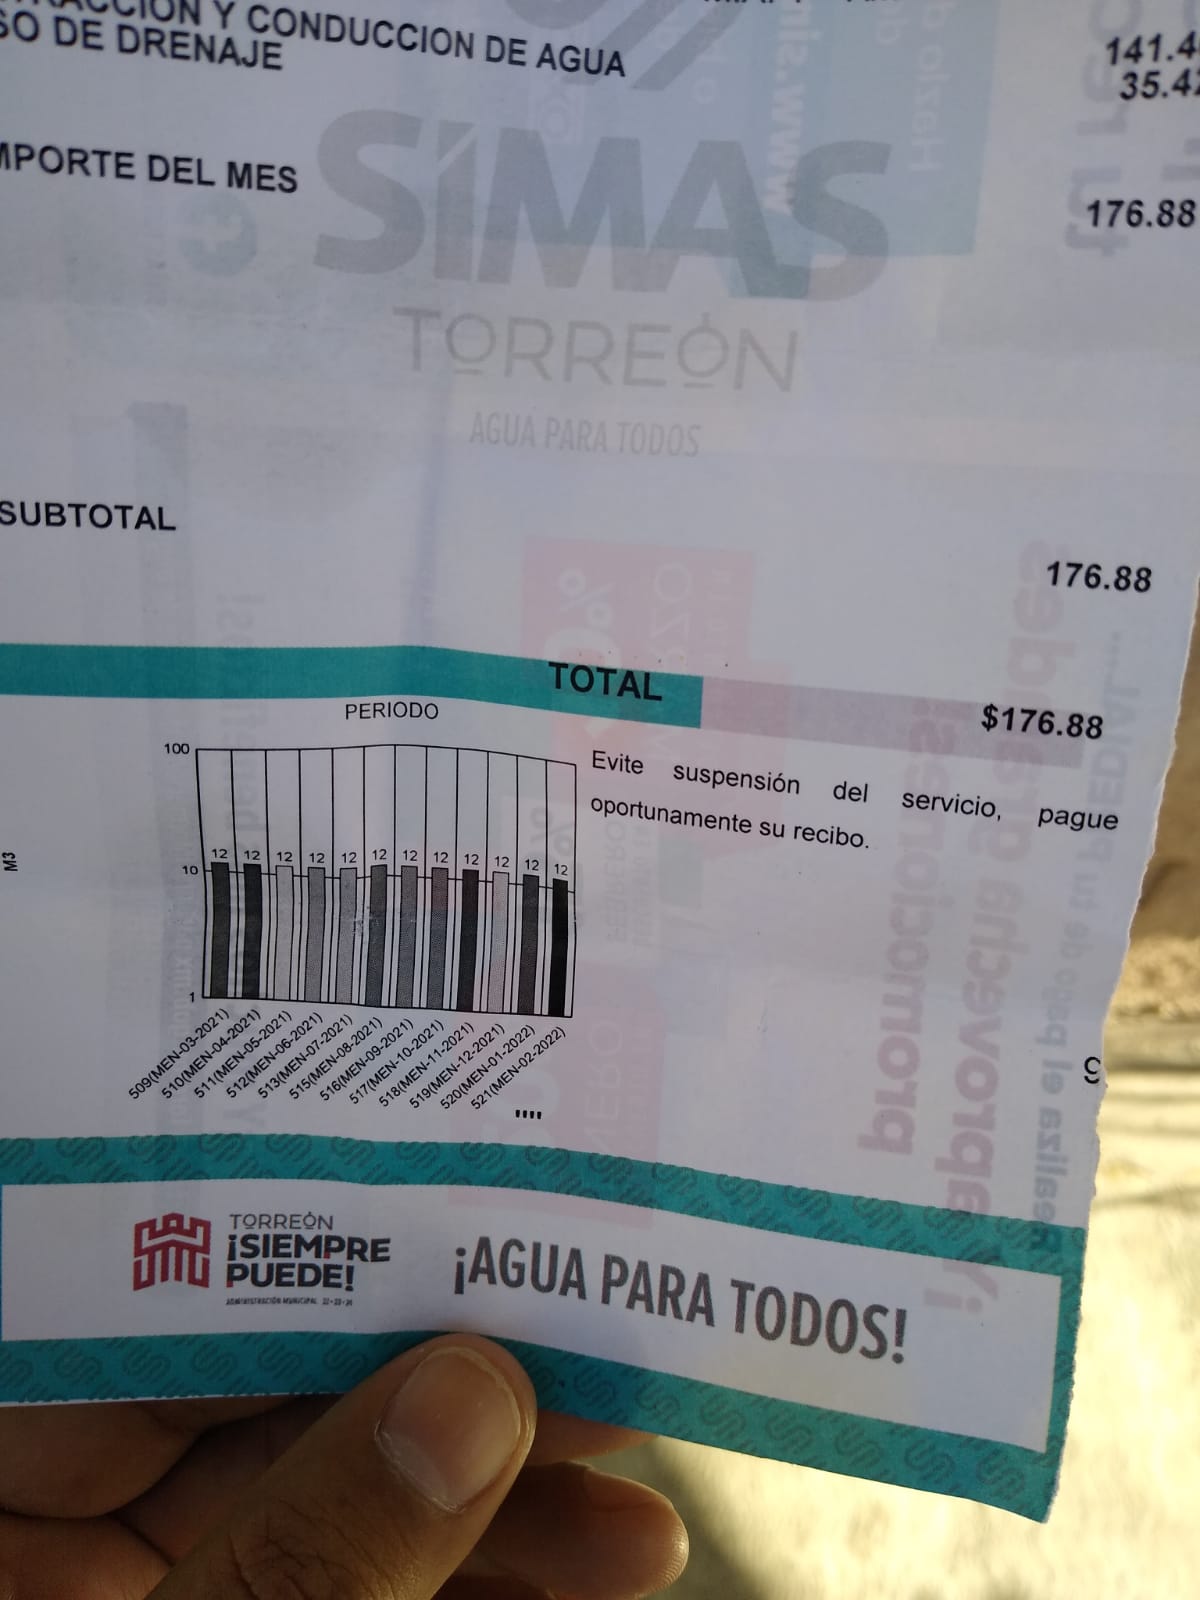 Y CONDUCCION DE AGUA 141.4
DE DRENAJE 35.42
DEL MES 176.88
SIMAS
TORREÓN
AGUA PARA TODOS
SUBTOTAL 176.88
TOTAL $176.88
PERIODO
Evite suspensión del servicio, pague
oportunamente su recibo.
M3
100
12 12 12 12 12 12 12 12 12 12 12 12
10
1
509(MEN-03-2021)
510(MEN-04-2021)
511(MEN-05-2021)
512(MEN-06-2021)
513(MEN-07-2021)
515(MEN-08-2021)
516(MEN-09-2021)
517(MEN-10-2021)
518(MEN-11-2021)
519(MEN-12-2021)
520(MEN-01-2022)
521(MEN-02-2022)
TORREÓN
¡SIEMPRE
PUEDE!
ADMINISTRACIÓN MUNICIPAL
¡AGUA PARA TODOS!